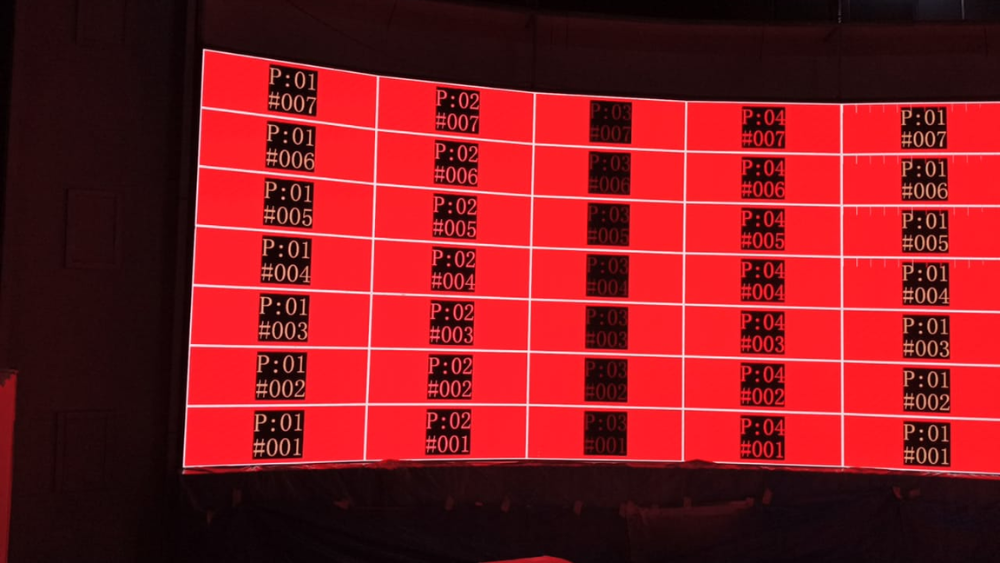 P:01 P:02 P:03 P:04 P:01
#007 #007 #007 #007 #007
P:01 P:02 P:03 P:04 P:01
#006 #006 #006 #006 #006
P:01 P:02 P:03 P:04 P:01
#005 #005 #005 #005 #005
P:01 P:02 P:03 P:04 P:01
#004 #004 #004 #004 #004
P:01 P:02 P:03 P:04 P:01
#003 #003 #003 #003 #003
P:01 P:02 P:03 P:04 P:01
#002 #002 #002 #002 #002
P:01 P:02 P:03 P:04 P:01
#001 #001 #001 #001 #001